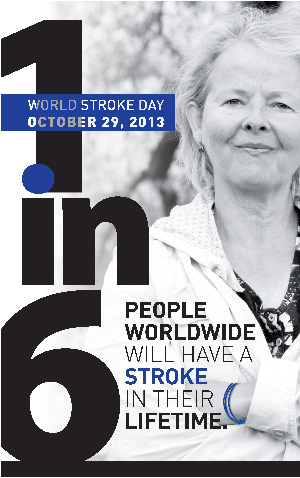 1
WORLD STROKE DAY
OCTOBER 29, 2013
in
6
PEOPLE
WORLDWIDE
WILL HAVE A
STROKE
IN THEIR
LIFETIME.